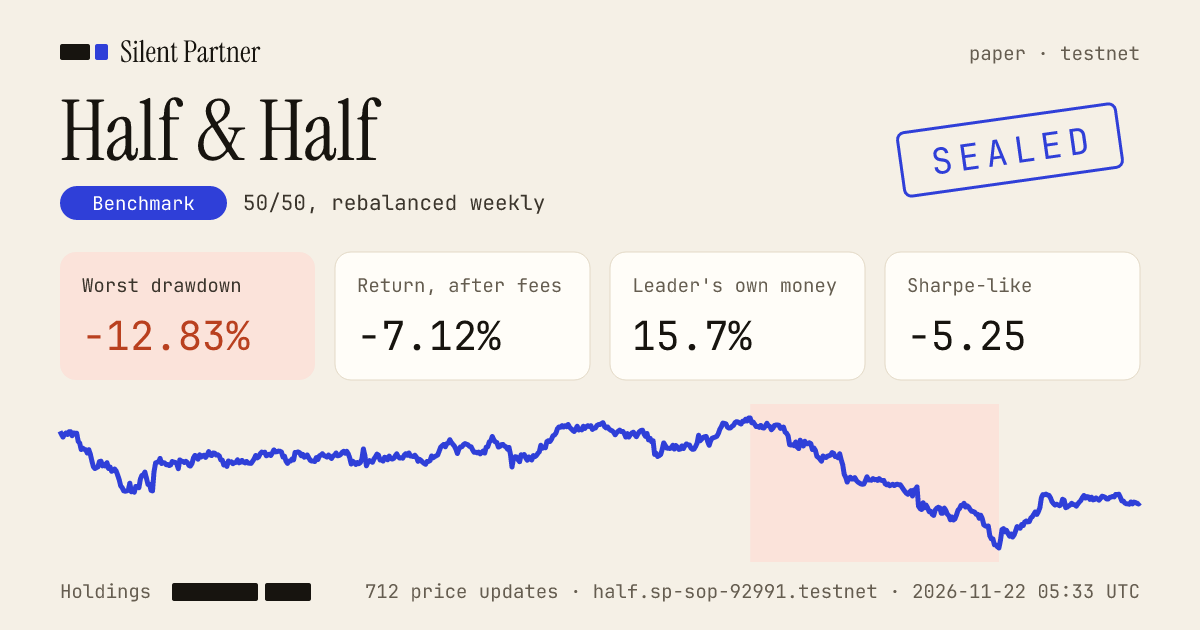 Silent Partner
paper · testnet
Half & Half
SEALED
Benchmark 50/50, rebalanced weekly
Worst drawdown
-12.83%
Return, after fees
-7.12%
Leader's own money
15.7%
Sharpe-like
-5.25
Holdings
712 price updates · half.sp-sop-92991.testnet · 2026-11-22 05:33 UTC